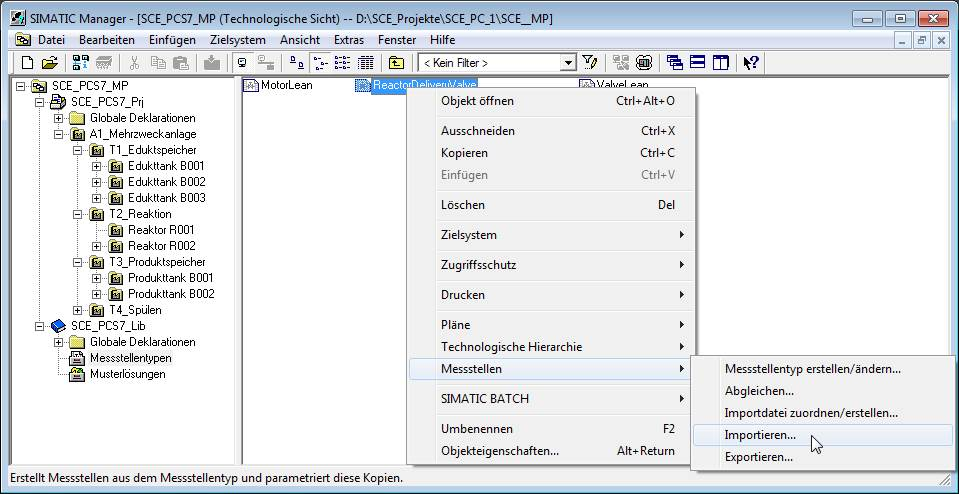 SIMATIC Manager - [SCE_PCS7_MP (Technologische Sicht) -- D:\SCE_Projekte\SCE_PC_1\SCE__MP]
Datei Bearbeiten Einfügen Zielsystem Ansicht Extras Fenster Hilfe
< Kein Filter >
SCE_PCS7_MP
SCE_PCS7_Prj
Globale Deklarationen
A1_Mehrzweckanlage
T1_Eduktspeicher
Edukttank B001
Edukttank B002
Edukttank B003
T2_Reaktion
Reaktor R001
Reaktor R002
T3_Produktspeicher
Produkttank B001
Produkttank B002
T4_Spülen
SCE_PCS7_Lib
Globale Deklarationen
Messstellentypen
Musterlösungen
MotorLean ReactorDeliveryValve ValveLean
Objekt öffnen Ctrl+Alt+O
Ausschneiden Ctrl+X
Kopieren Ctrl+C
Einfügen Ctrl+V
Löschen Del
Zielsystem
Zugriffsschutz
Drucken
Pläne
Technologische Hierarchie
Messstellen
SIMATIC BATCH
Umbenennen F2
Objekteigenschaften... Alt+Return
Messstellentyp erstellen/ändern...
Abgleichen...
Importdatei zuordnen/erstellen...
Importieren...
Exportieren...
Erstellt Messstellen aus dem Messstellentyp und parametriert diese Kopien.